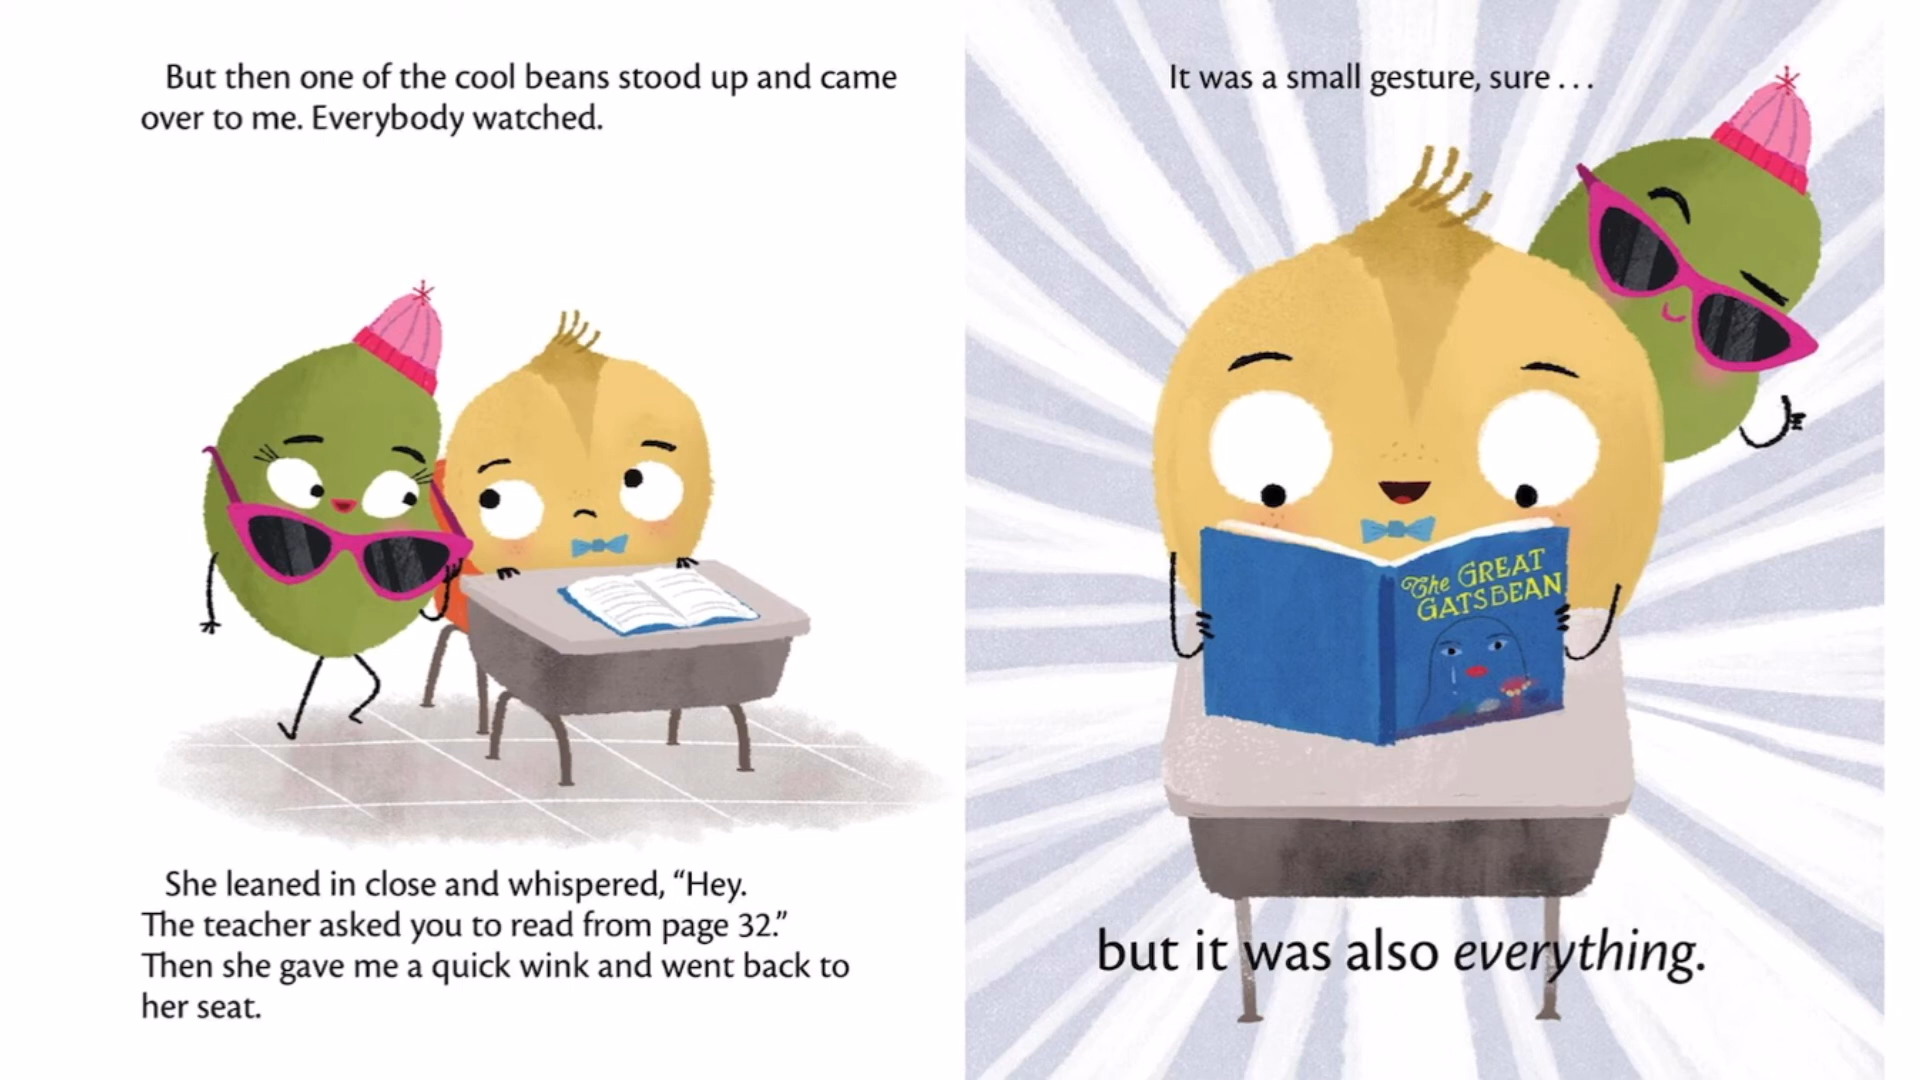 But then one of the cool beans stood up and came
over to me. Everybody watched.
She leaned in close and whispered, “Hey.
The teacher asked you to read from page 32.”
Then she gave me a quick wink and went back to
her seat.
It was a small gesture, sure . . .
The GREAT
GATSBEAN
but it was also everything.